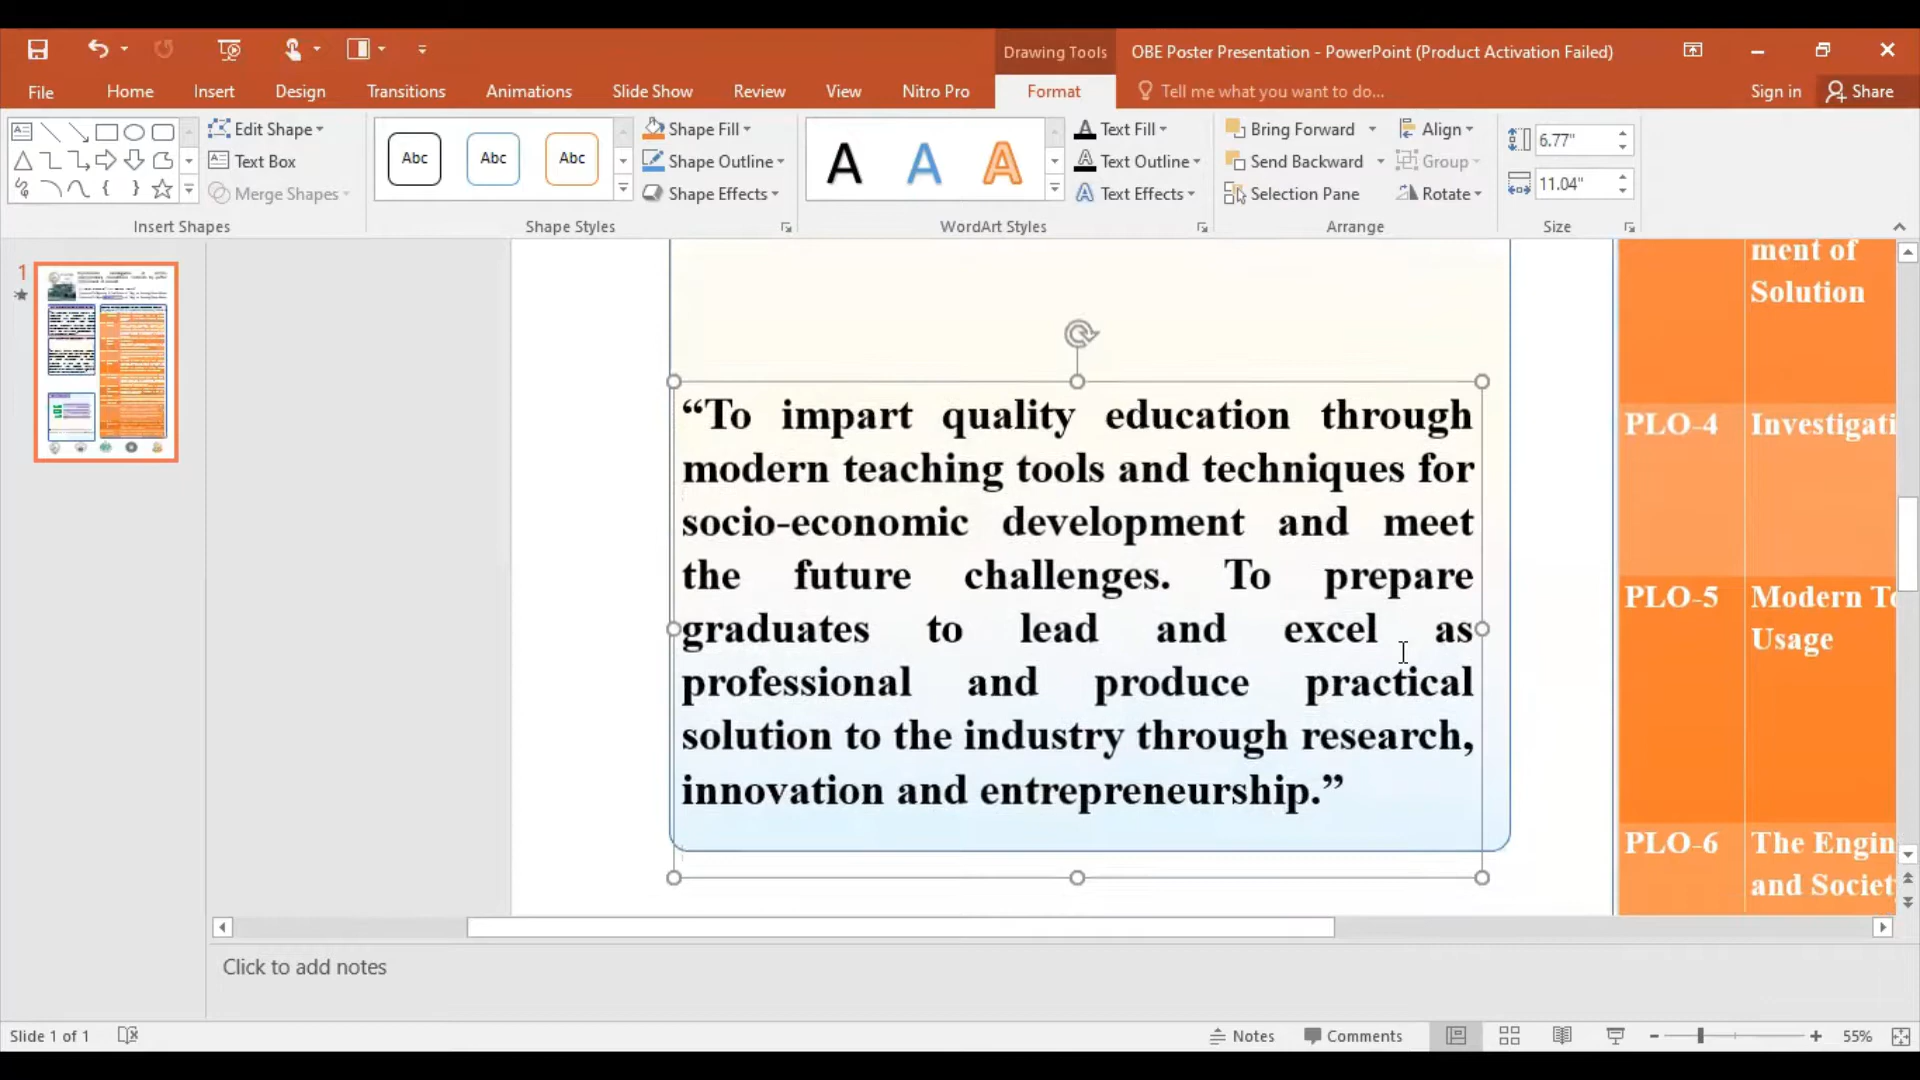 Drawing Tools
OBE Poster Presentation - PowerPoint (Product Activation Failed)
File
Home
Insert
Design
Transitions
Animations
Slide Show
Review
View
Nitro Pro
Format
Tell me what you want to do...
Sign in
Share
Edit Shape
Text Box
Merge Shapes
Insert Shapes
Abc
Abc
Abc
Shape Fill
Shape Outline
Shape Effects
Shape Styles
A
A
A
Text Fill
Text Outline
Text Effects
WordArt Styles
Bring Forward
Send Backward
Selection Pane
Align
Group
Rotate
Arrange
6.77"
11.04"
Size
1
“To impart quality education through
modern teaching tools and techniques for
socio-economic development and meet
the future challenges. To prepare
graduates to lead and excel as
professional and produce practical
solution to the industry through research,
innovation and entrepreneurship.”
ment of
Solution
PLO-4
Investigati
PLO-5
Modern To
Usage
PLO-6
The Engin
and Societ
Click to add notes
Slide 1 of 1
Notes
Comments
55%